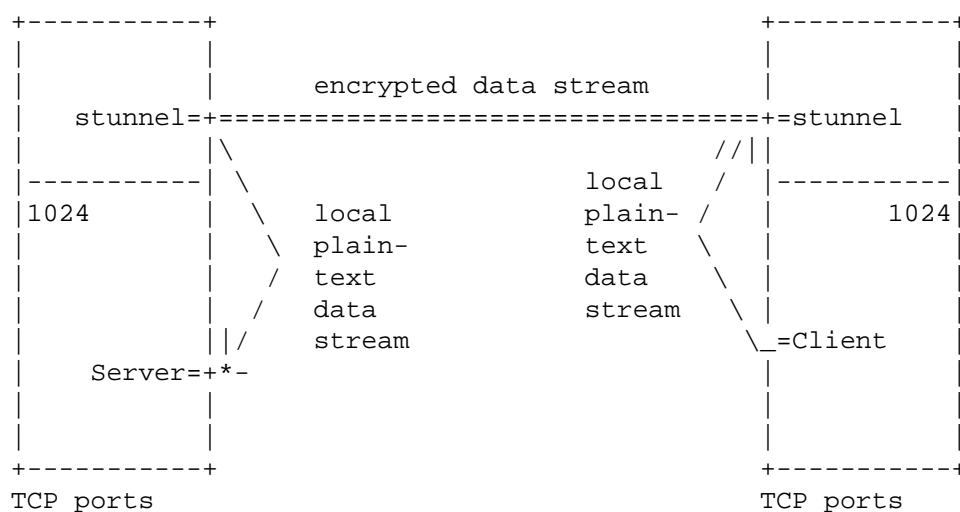 encrypted data stream
stunnel = stunnel
local
1024 local plain- 1024
plain- text
text data
data stream
stream =Client
Server=+*-
TCP ports TCP ports